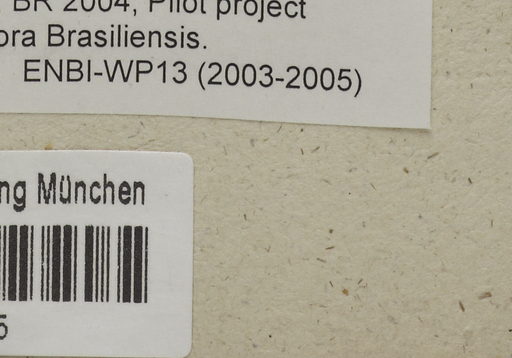 BR 2004, Pilot project
ora Brasiliensis.
ENBI-WP13 (2003-2005)
ng München
5